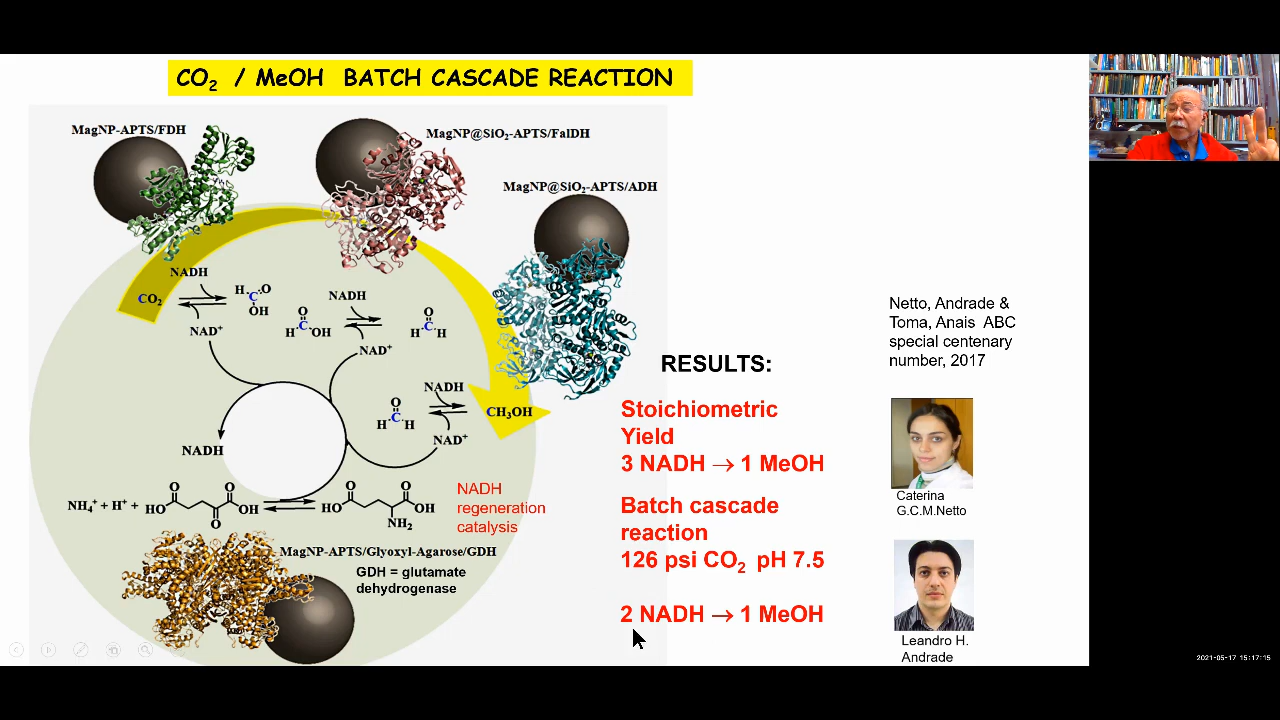 CO2 / MeOH BATCH CASCADE REACTION
MagNP-APTS/FDH
MagNP@SiO2-APTS/FalDH
MagNP@SiO2-APTS/ADH
NADH
CO2
H C O
OH
NAD+
NADH
O
H C OH
O
H C H
NAD+
NADH
O
H C H
CH3OH
NAD+
NADH
NH4+ + H+ +
O O
HO OH
O
O O
HO OH
NH2
NADH
regeneration
catalysis
MagNP-APTS/Glyoxyl-Agarose/GDH
GDH = glutamate
dehydrogenase
RESULTS:
Stoichiometric
Yield
3 NADH → 1 MeOH
Batch cascade
reaction
126 psi CO2 pH 7.5
2 NADH → 1 MeOH
Netto, Andrade &
Toma, Anais ABC
special centenary
number, 2017
Caterina
G.C.M.Netto
Leandro H.
Andrade
2021-05-17 15:17:15